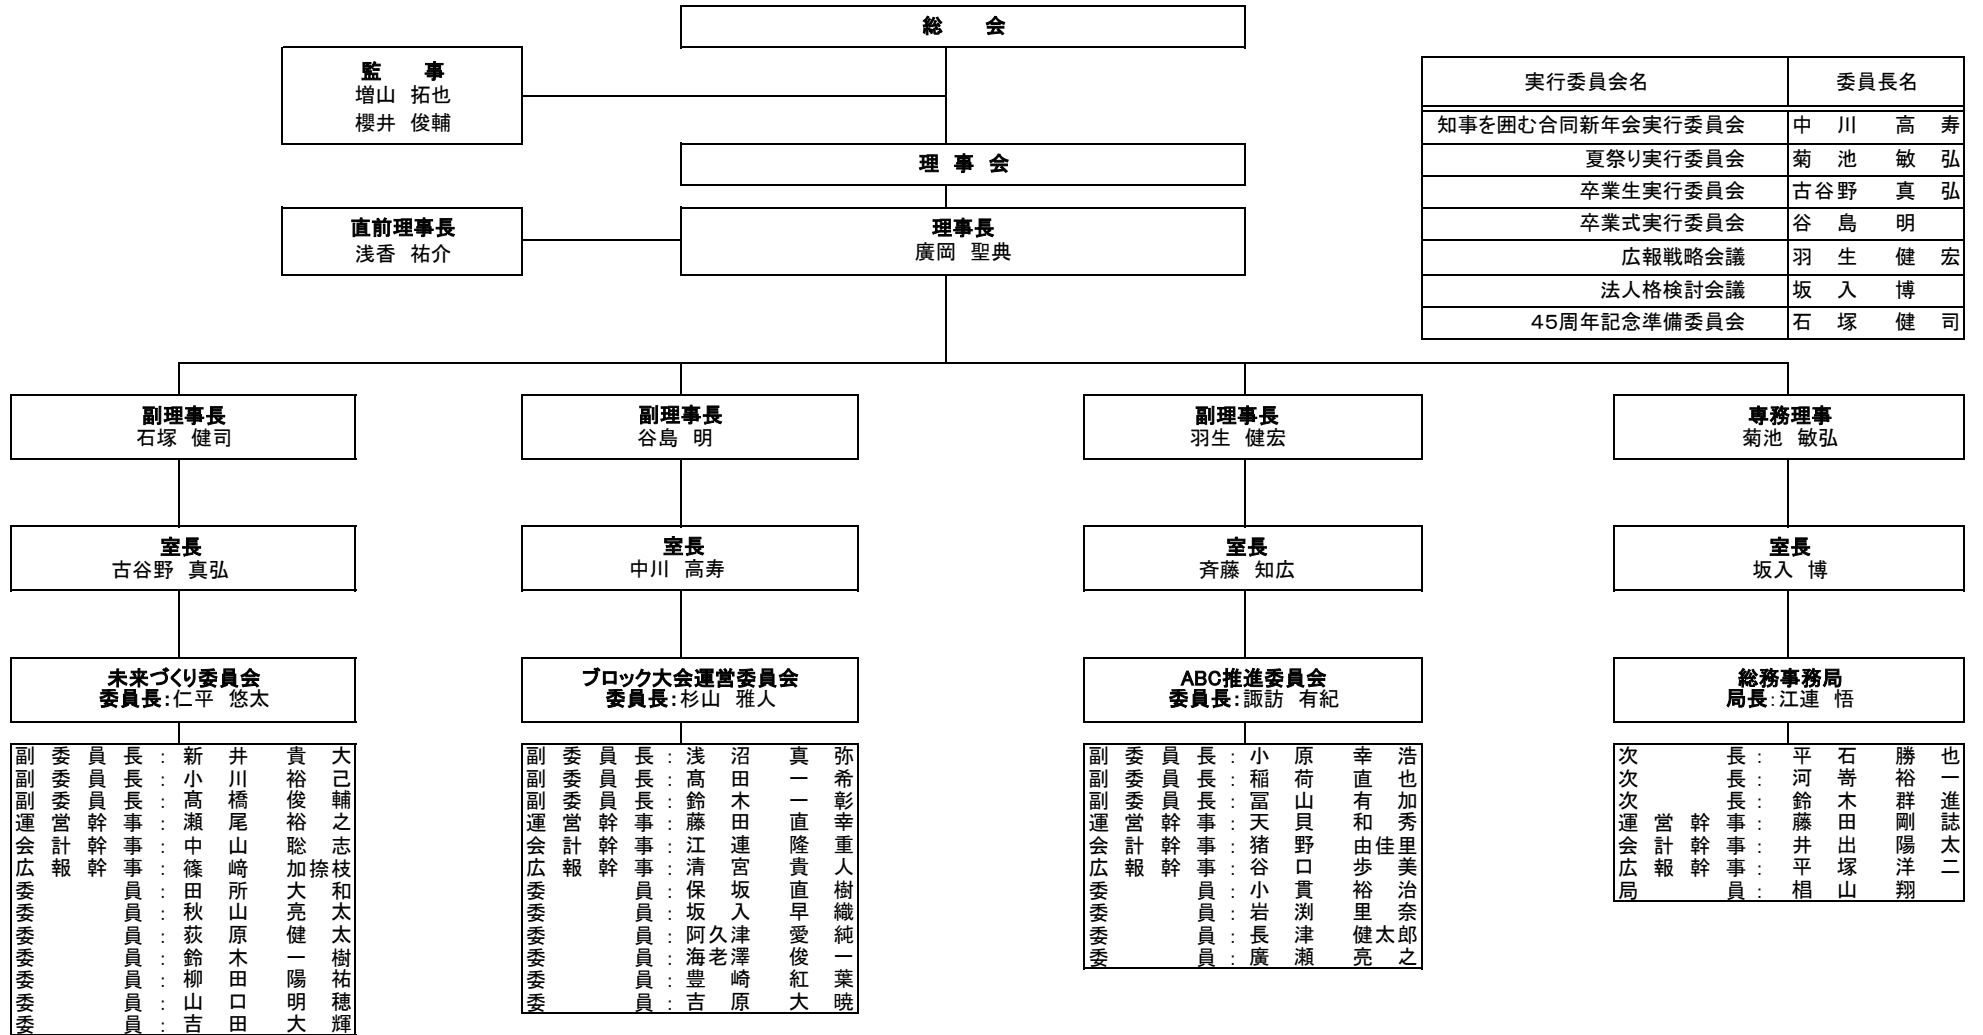 総　会
監　事
増山 拓也
櫻井 俊輔
理 事 会
直前理事長
浅香 祐介
理事長
廣岡 聖典
実行委員会名 委員長名
知事を囲む合同新年会実行委員会 中川 高寿
夏祭り実行委員会 菊池 敏弘
卒業生実行委員会 古谷野 真弘
卒業式実行委員会 谷島 明
広報戦略会議 羽生 健宏
法人格検討会議 坂入 博
45周年記念準備委員会 石塚 健司
副理事長
石塚 健司
室長
古谷野 真弘
未来づくり委員会
委員長：仁平 悠太
副委員長：新井 貴大
副委員長：小川 裕己
副委員長：髙橋 俊輔
運営幹事：瀬尾 裕之
会計幹事：中山 聡志
広報幹事：篠﨑 加捺枝
委員：田所 大和
委員：秋山 亮太
委員：荻原 健太
委員：鈴木 一樹
委員：柳田 陽祐
委員：山口 明穂
委員：吉田 大輝
副理事長
谷島 明
室長
中川 高寿
ブロック大会運営委員会
委員長：杉山 雅人
副委員長：浅沼 真弥
副委員長：髙田 一希
副委員長：鈴木 一彰
運営幹事：藤田 直幸
会計幹事：江連 隆重
広報幹事：清宮 貴人
委員：保坂 直樹
委員：坂入 早織
委員：阿久津 愛純
委員：海老澤 俊一
委員：豊崎 紅葉
委員：吉原 大暁
副理事長
羽生 健宏
室長
斉藤 知広
ABC推進委員会
委員長：諏訪 有紀
副委員長：小原 幸浩
副委員長：稲荷 直也
副委員長：冨山 有加
運営幹事：天貝 和秀
会計幹事：猪野 由佳里
広報幹事：谷口 歩美
委員：小貫 裕治
委員：岩渕 里奈
委員：長津 健太郎
委員：廣瀬 亮之
専務理事
菊池 敏弘
室長
坂入 博
総務事務局
局長：江連 悟
次長：平石 勝也
次長：河嵜 裕一
次長：鈴木 群進
運営幹事：藤田 剛誌
会計幹事：井出 陽太
広報幹事：平塚 洋二
局員：椙山 翔